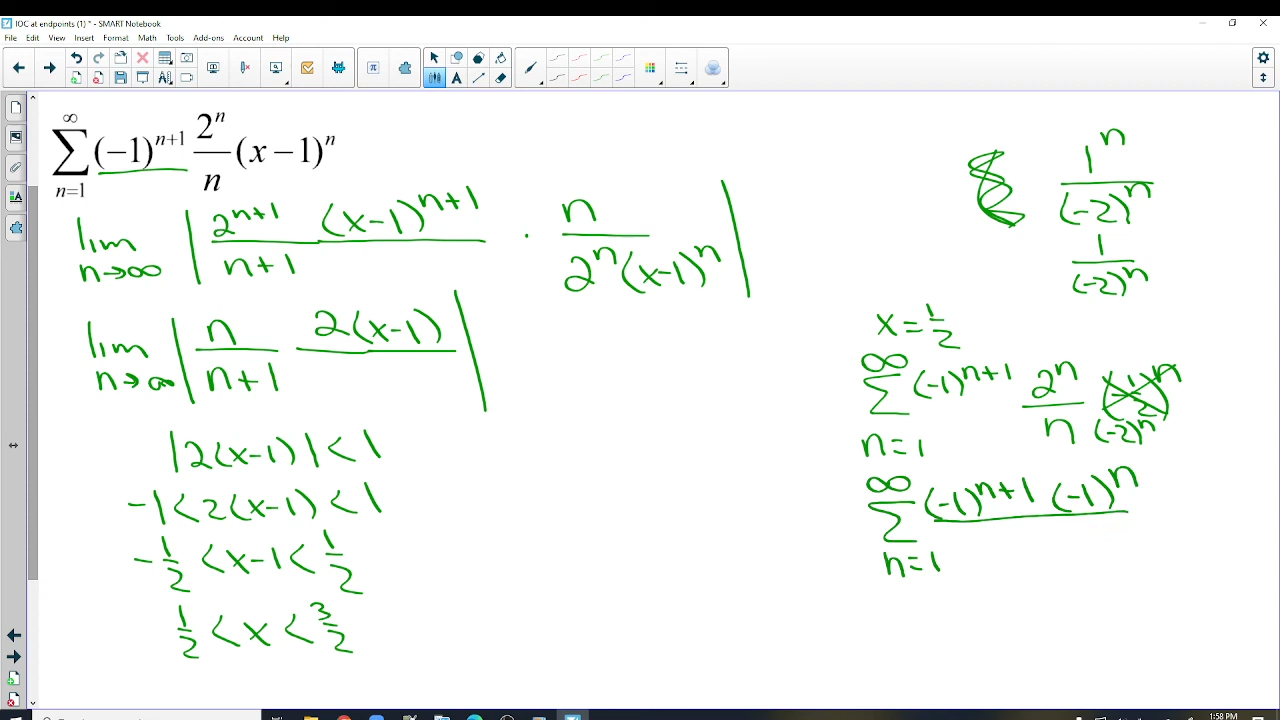 IOC at endpoints (1) * - SMART Notebook
File Edit View Insert Format Math Tools Add-ons Account Help
∞
∑ (−1)^{n+1} 2^n/n (x−1)^n
n=1
lim n→∞ | 2^{n+1} (x-1)^{n+1} / n+1 · n / 2^n(x-1)^n |
lim n→∞ | n/n+1 2(x-1) |
|2(x-1)| < 1
-1 < 2(x-1) < 1
-1/2 < x-1 < 1/2
1/2 < x < 3/2
1^n / (-2)^n
1 / (-2)^n
x = 1/2
∞
∑ (-1)^{n+1} 2^n/n (-2)^n
n=1
∞
∑ (-1)^{n+1} (-1)^n
n=1
1:58 PM